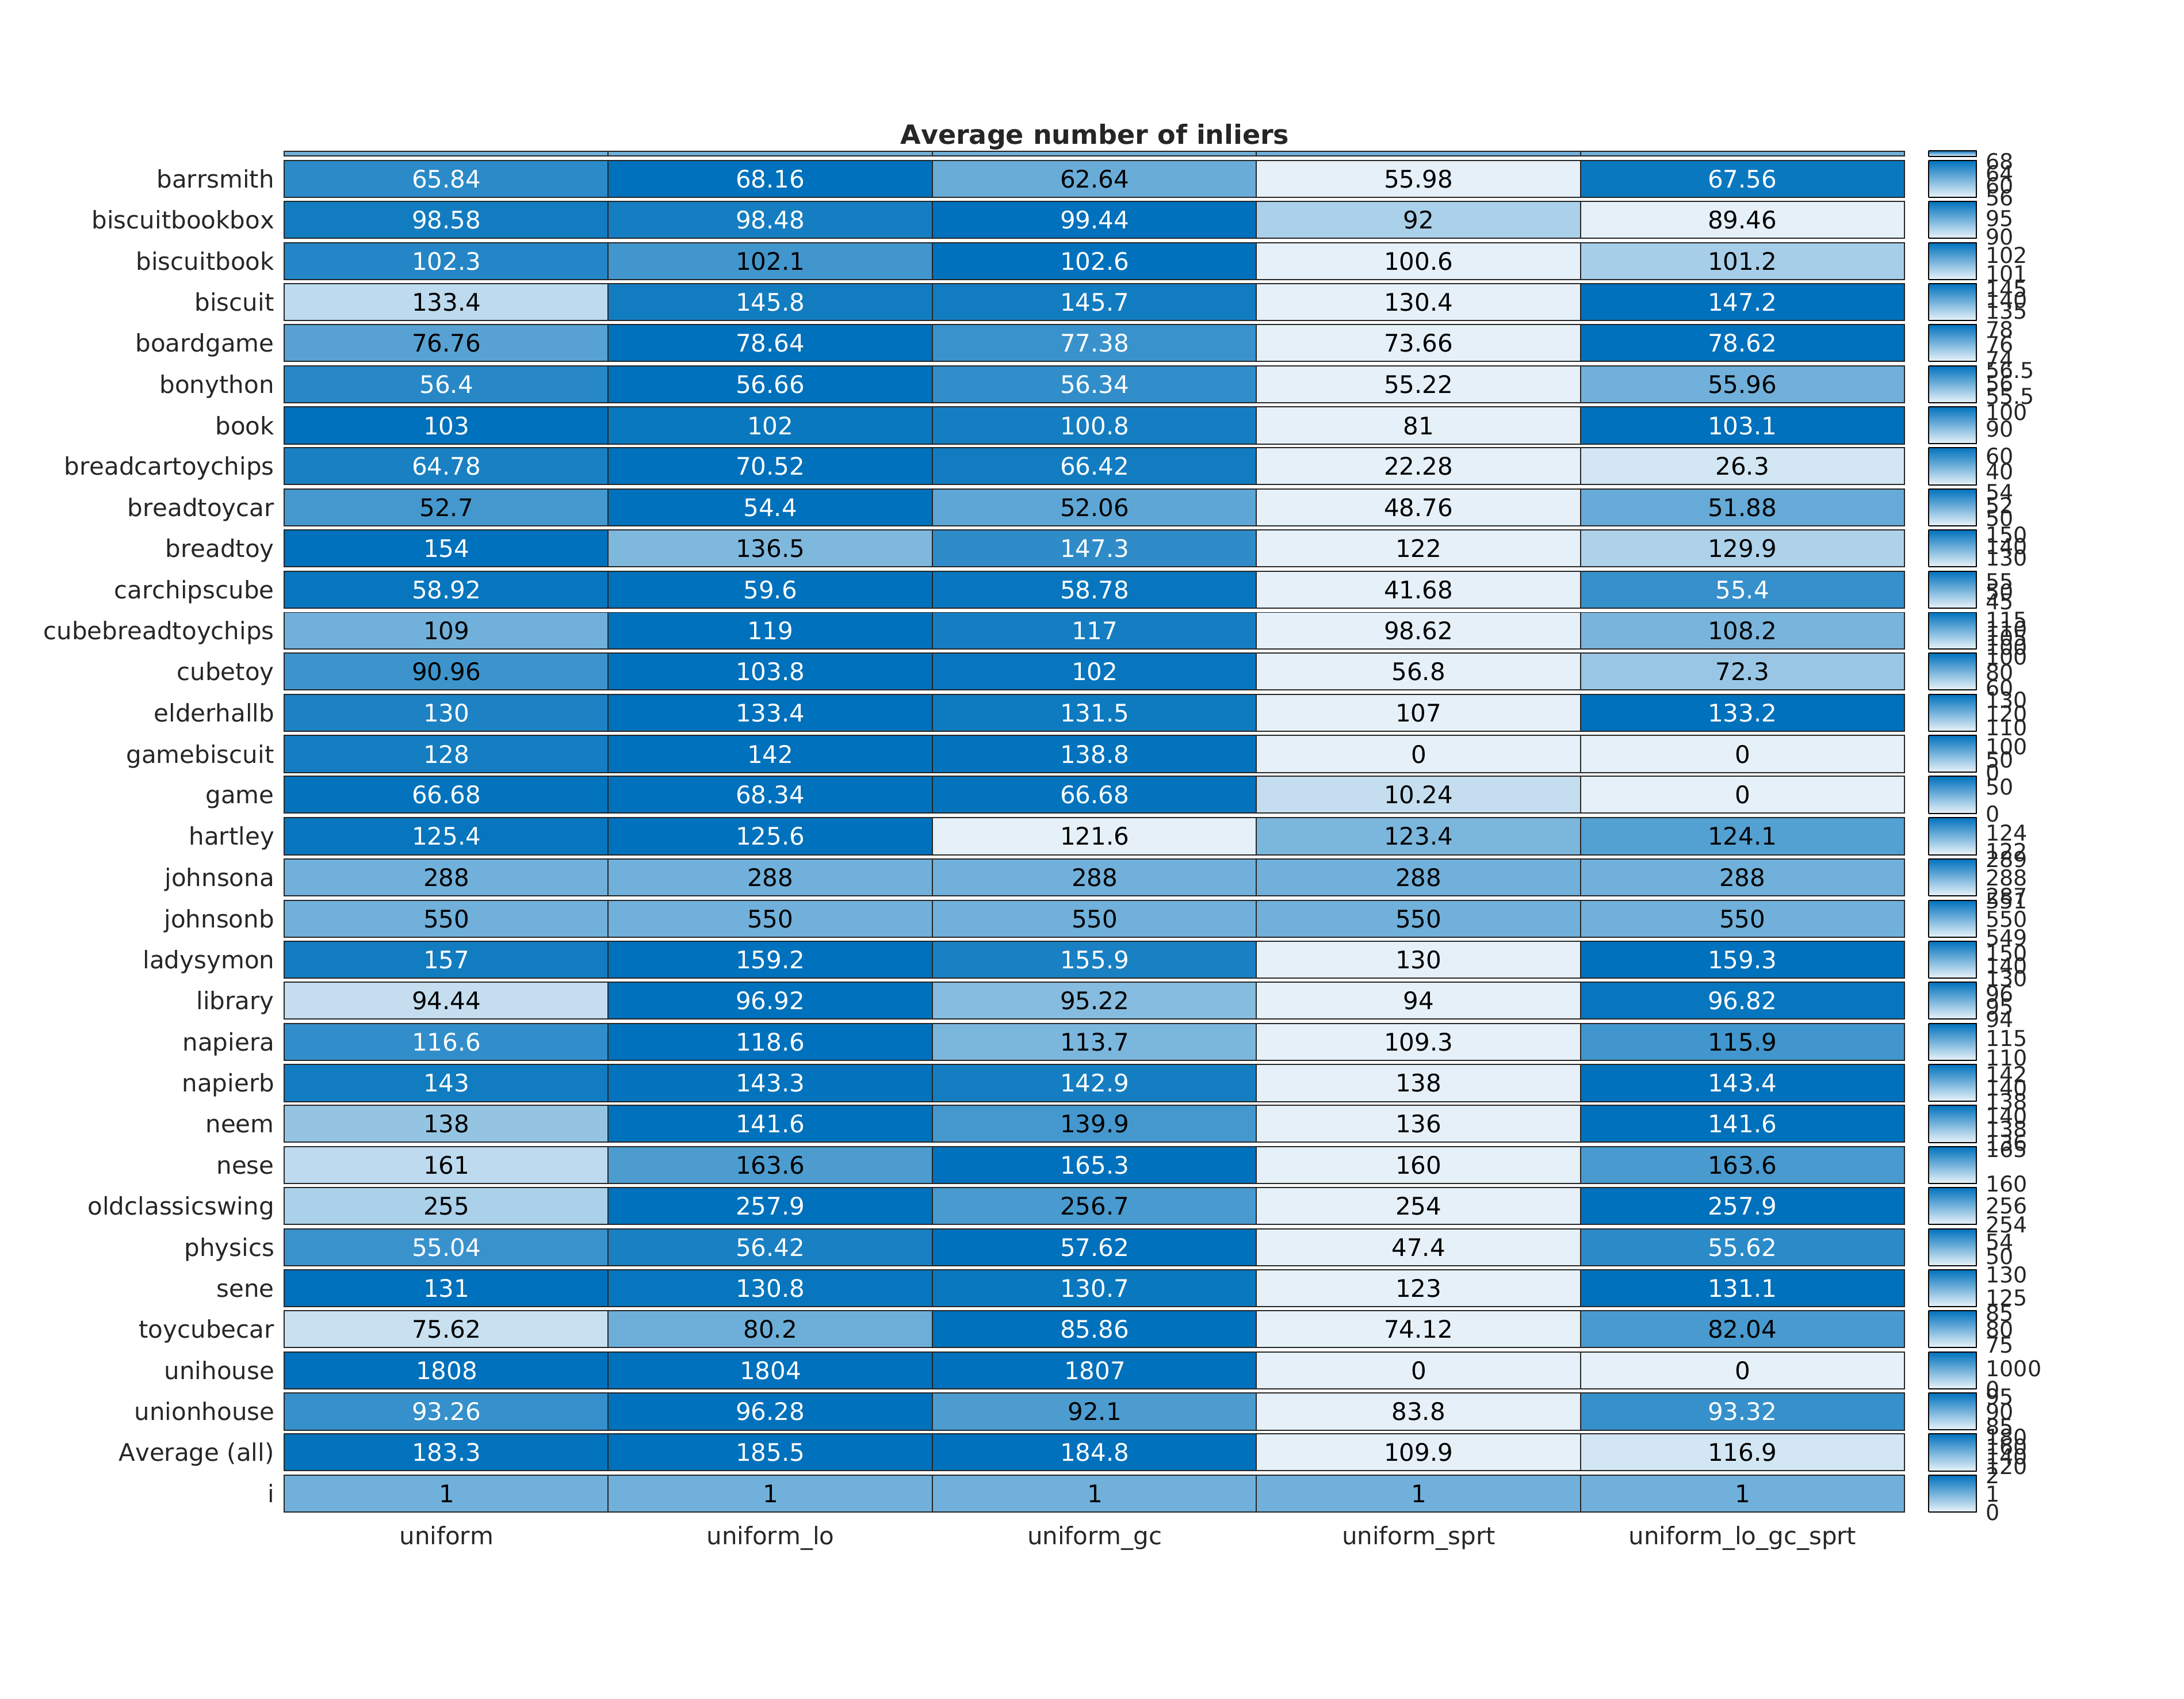 Average number of inliers
barrsmith 65.84 68.16 62.64 55.98 67.56 68 64 60 56
biscuitbookbox 98.58 98.48 99.44 92 89.46 95 90
biscuitbook 102.3 102.1 102.6 100.6 101.2 102 101
biscuit 133.4 145.8 145.7 130.4 147.2 145 140 135
boardgame 76.76 78.64 77.38 73.66 78.62 78 76 74
bonython 56.4 56.66 56.34 55.22 55.96 56.5 56 55.5
book 103 102 100.8 81 103.1 100 90
breadcartoychips 64.78 70.52 66.42 22.28 26.3 60 40
breadtoycar 52.7 54.4 52.06 48.76 51.88 54 52 50
breadtoy 154 136.5 147.3 122 129.9 150 140 130
carchipscube 58.92 59.6 58.78 41.68 55.4 55 50 45
cubebreadtoychips 109 119 117 98.62 108.2 115 110 105 100
cubetoy 90.96 103.8 102 56.8 72.3 100 80 60
elderhallb 130 133.4 131.5 107 133.2 130 120 110
gamebiscuit 128 142 138.8 0 0 100 50 0
game 66.68 68.34 66.68 10.24 0 50 0
hartley 125.4 125.6 121.6 123.4 124.1 124 122
johnsona 288 288 288 288 288 289 288 287
johnsonb 550 550 550 550 550 551 550 549
ladysymon 157 159.2 155.9 130 159.3 150 140 130
library 94.44 96.92 95.22 94 96.82 96 95 94
napiera 116.6 118.6 113.7 109.3 115.9 115 110
napierb 143 143.3 142.9 138 143.4 142 140 138
neem 138 141.6 139.9 136 141.6 140 138 136
nese 161 163.6 165.3 160 163.6 165 160
oldclassicswing 255 257.9 256.7 254 257.9 256 254
physics 55.04 56.42 57.62 47.4 55.62 54 50
sene 131 130.8 130.7 123 131.1 130 125
toycubecar 75.62 80.2 85.86 74.12 82.04 85 80 75
unihouse 1808 1804 1807 0 0 1000 0
unionhouse 93.26 96.28 92.1 83.8 93.32 95 90 85
Average (all) 183.3 185.5 184.8 109.9 116.9 180 160 140 120
i 1 1 1 1 1 2 1 0
uniform uniform_lo uniform_gc uniform_sprt uniform_lo_gc_sprt